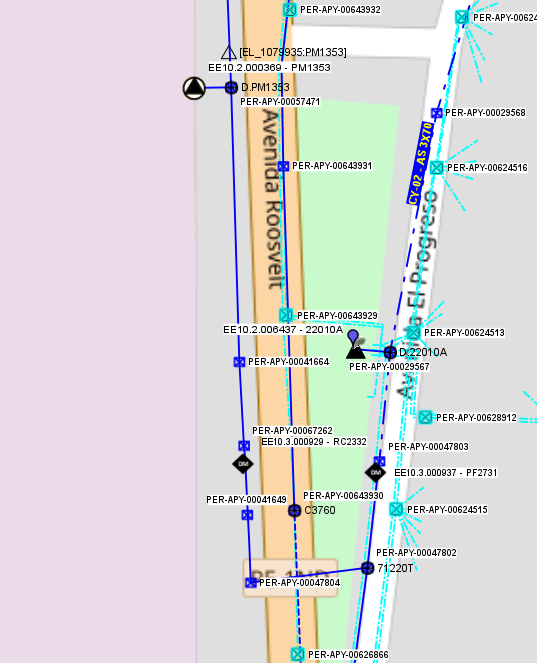 PER-APY-00643932
PER-APY-00624
[EL_1079935:PM1353]
EE10.2.000369 - PM1353
D.PM1353
PER-APY-00057471
PER-APY-00029568
Avenida Roosvelt
CY-02 - AS 3X70
PER-APY-00643931
PER-APY-00624516
Avenida El Progreso
PER-APY-00643929
EE10.2.006437 - 22010A
PER-APY-00624513
D.22010A
PER-APY-00041664
PER-APY-00029567
PER-APY-00628912
PER-APY-00067262
EE10.3.000929 - RC2332
PER-APY-00047803
DM
DM
EE10.3.000937 - PF2731
PER-APY-00041649
PER-APY-00643930
C3760
PER-APY-00624515
PER-APY-00047802
71220T
PER-APY-00047804
PER-APY-00626866